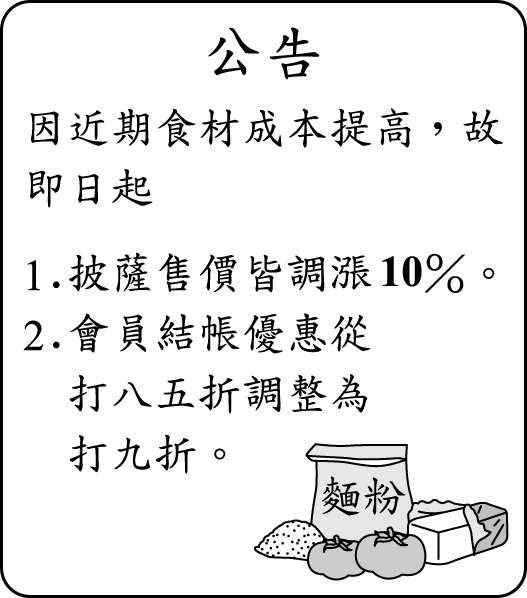 公告
因近期食材成本提高，故
即日起
1.披薩售價皆調漲10%。
2.會員結帳優惠從
打八五折調整為
打九折。
麵粉